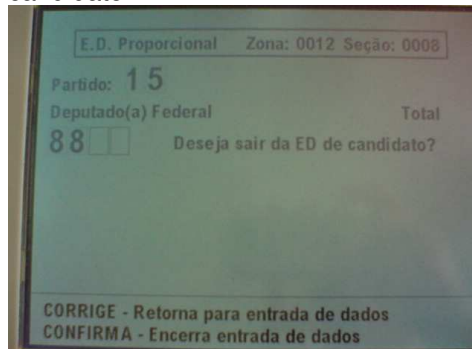 E.D. Proporcional Zona: 0012 Seção: 0008
Partido: 15
Deputado(a) Federal Total
88 Deseja sair da ED de candidato?
CORRIGE - Retorna para entrada de dados
CONFIRMA - Encerra entrada de dados